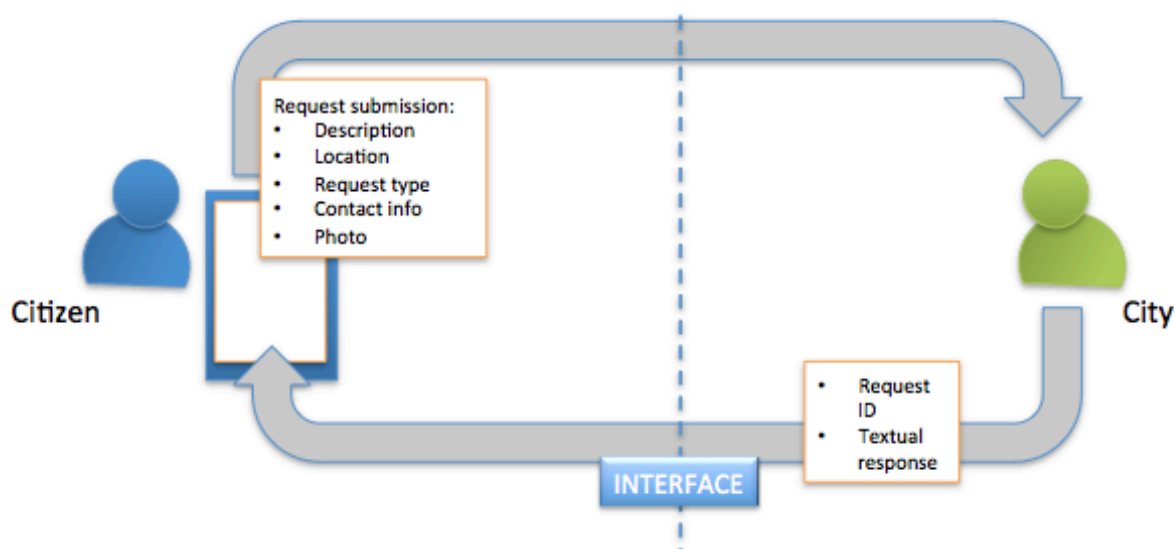 Request submission:
• Description
• Location
• Request type
• Contact info
• Photo
Citizen
City
• Request
ID
• Textual
response
INTERFACE